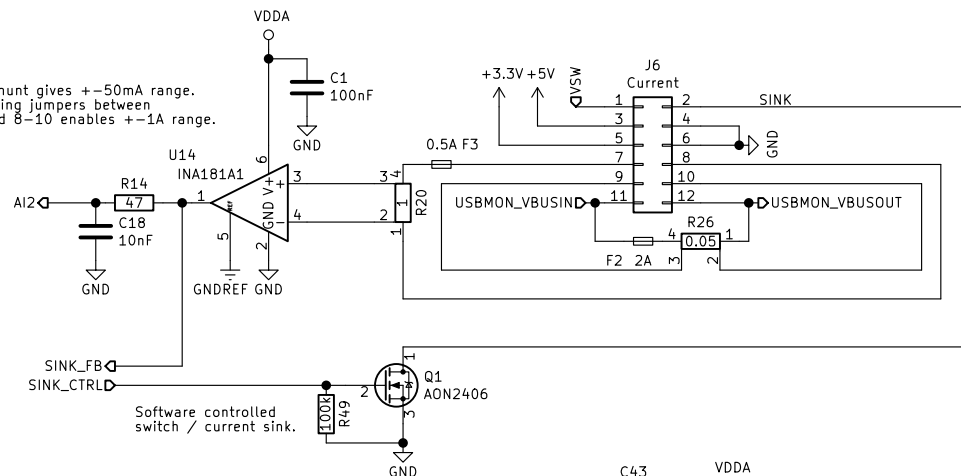 VDDA
C1
100nF
GND
unt gives +-50mA range.
ing jumpers between
d 8-10 enables +-1A range.
U14
INA181A1
6
V+
+
3
1
REF
GND
-
4
5
2
GNDREF
GND
AI2
R14
47
C18
10nF
GND
+3.3V
+5V
VSW
J6
Current
1
2
SINK
3
4
5
6
GND
7
8
9
10
11
12
0.5A F3
3
4
1
R20
2
1
USBMON_VBUSIN
USBMON_VBUSOUT
R26
4
0.05
1
F2 2A
3
2
SINK_FB
SINK_CTRL
1
Q1
2
AON2406
3
100k
R49
Software controlled
switch / current sink.
GND
C43
VDDA